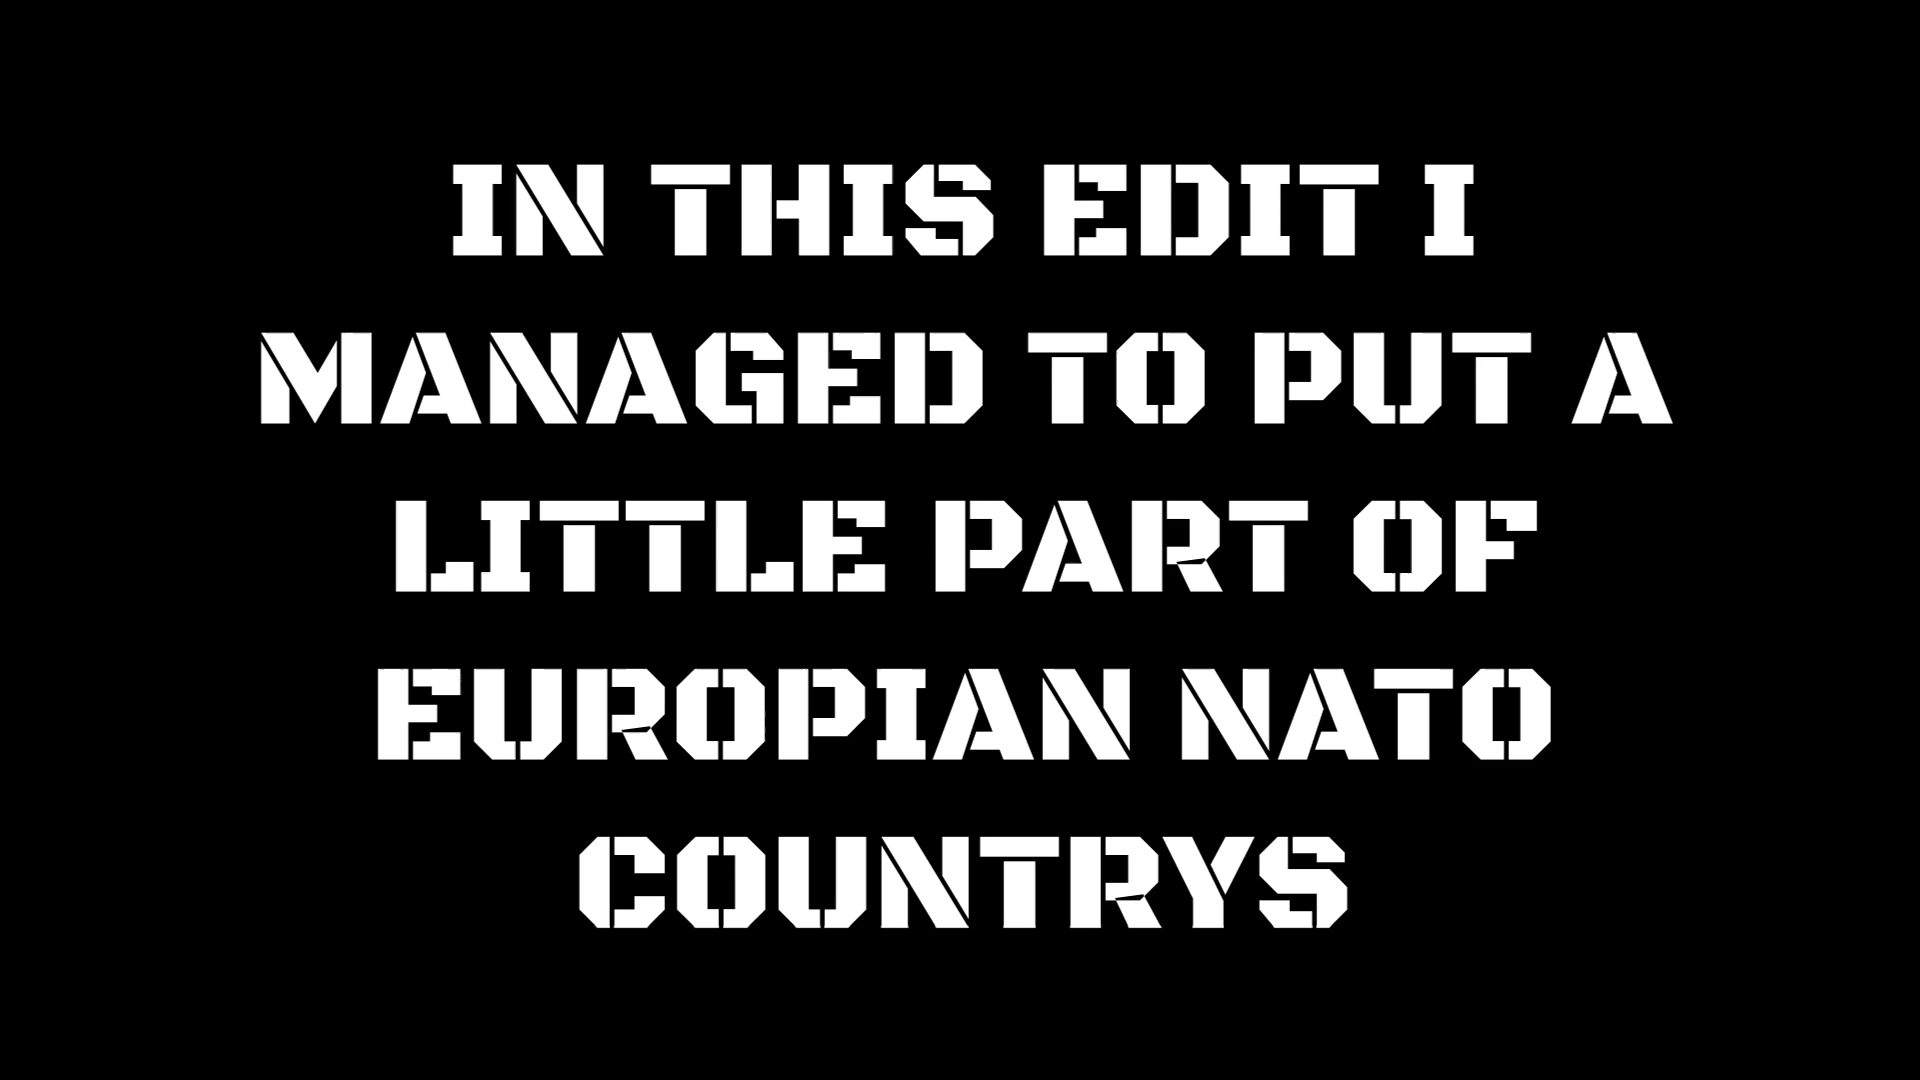 IN THIS EDIT I
MANAGED TO PUT A
LITTLE PART OF
EUROPIAN NATO
COUNTRYS